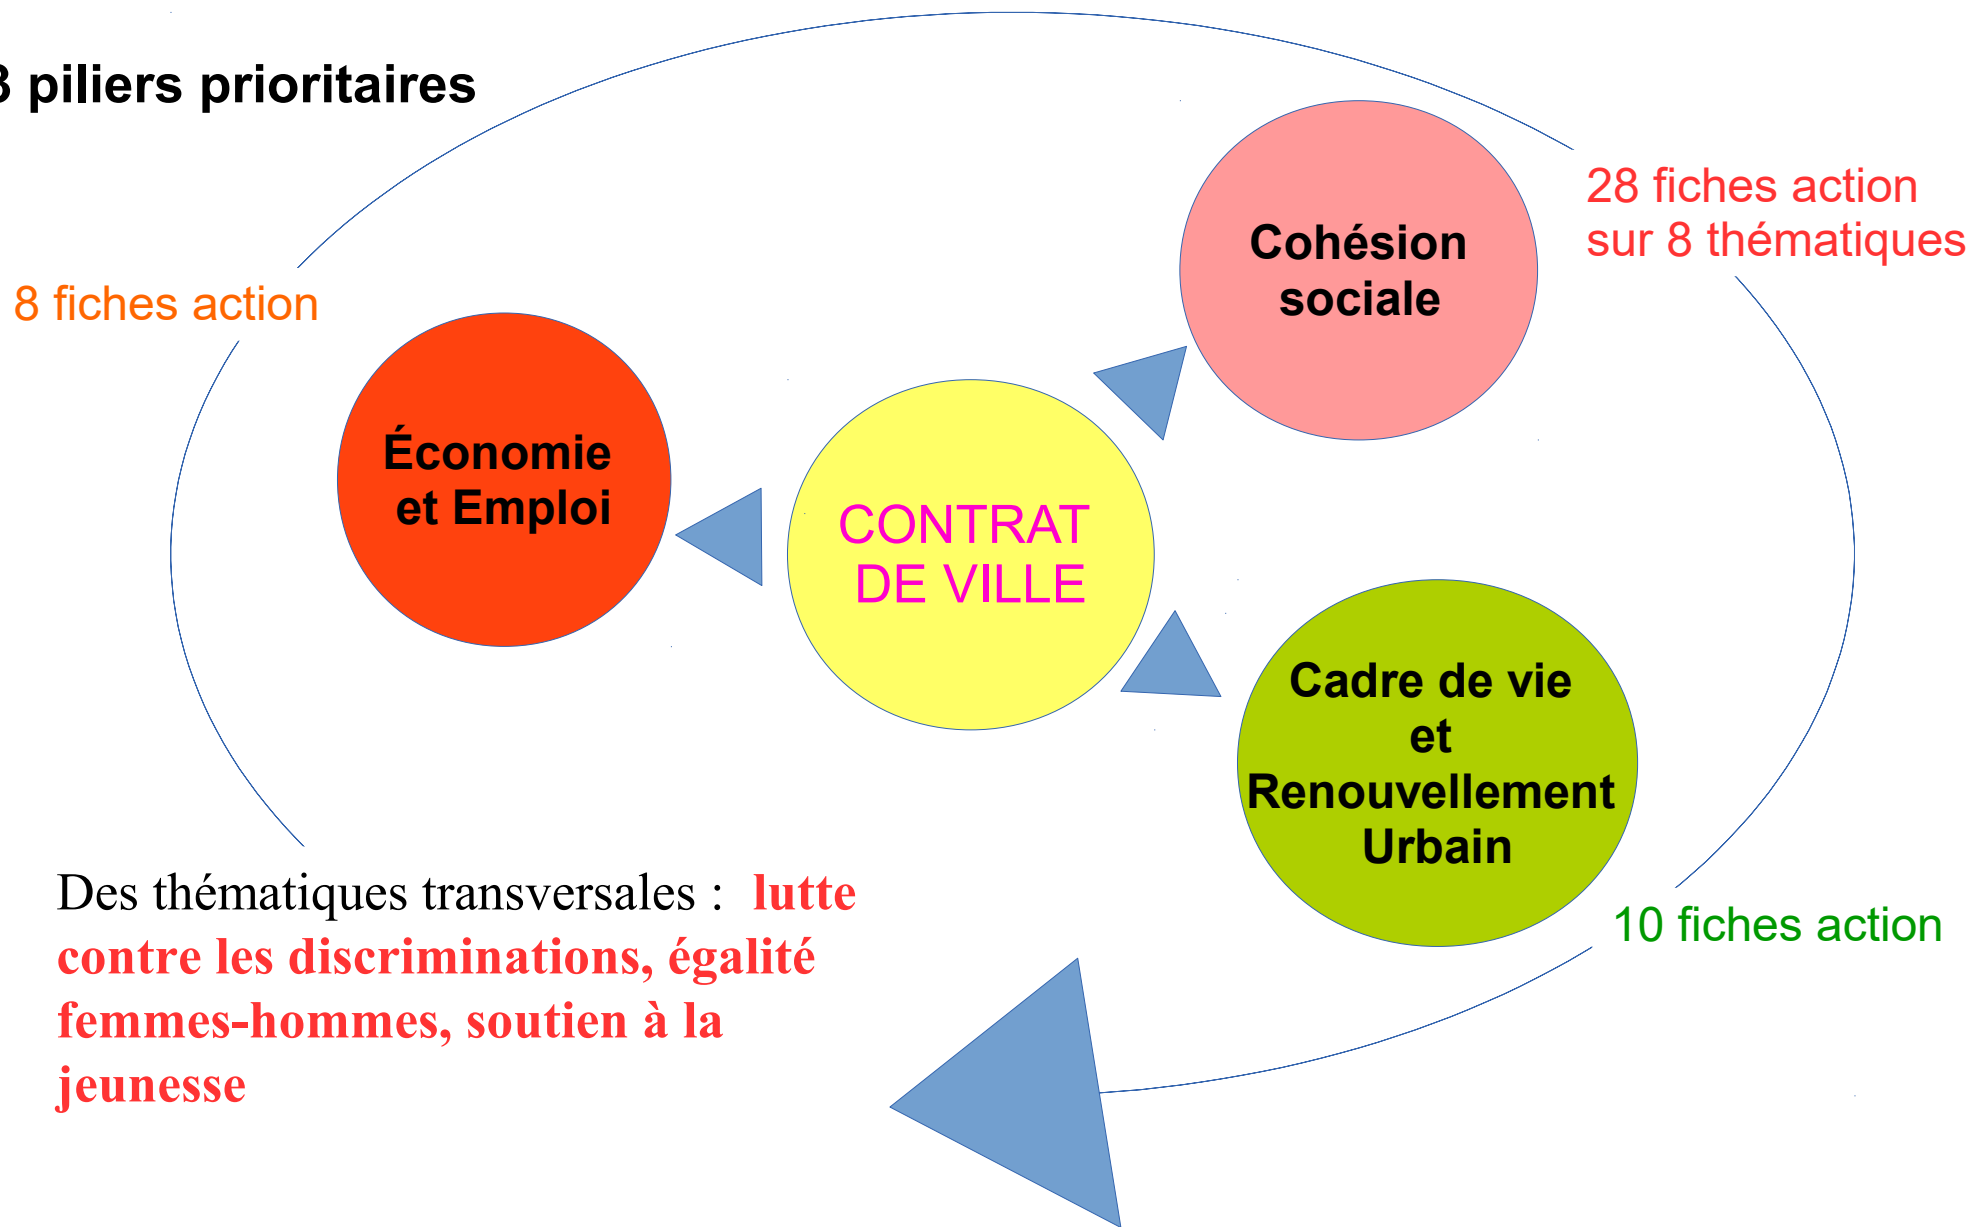 3 piliers prioritaires
28 fiches action
sur 8 thématiques
Cohésion
sociale
8 fiches action
Économie
et Emploi
CONTRAT
DE VILLE
Cadre de vie
et
Renouvellement
Urbain
10 fiches action
Des thématiques transversales : lutte
contre les discriminations, égalité
femmes-hommes, soutien à la
jeunesse